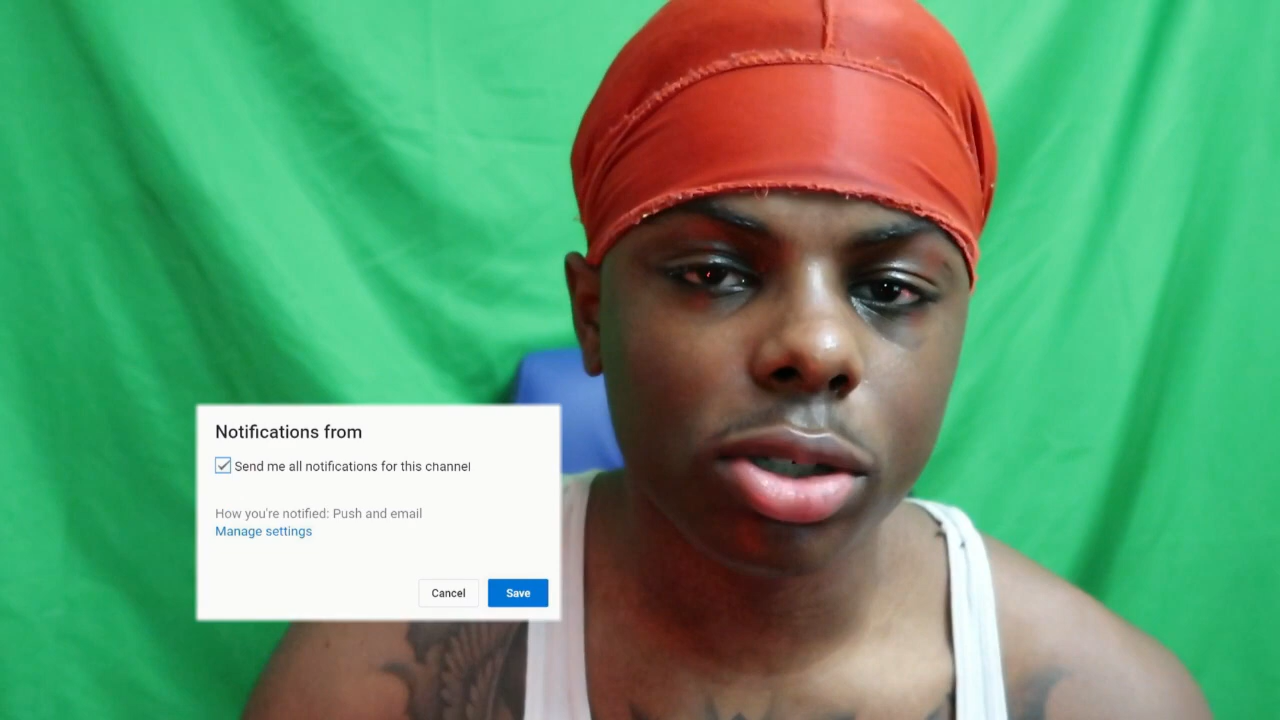 Notifications from
Send me all notifications for this channel
How you're notified: Push and email
Manage settings
Cancel
Save